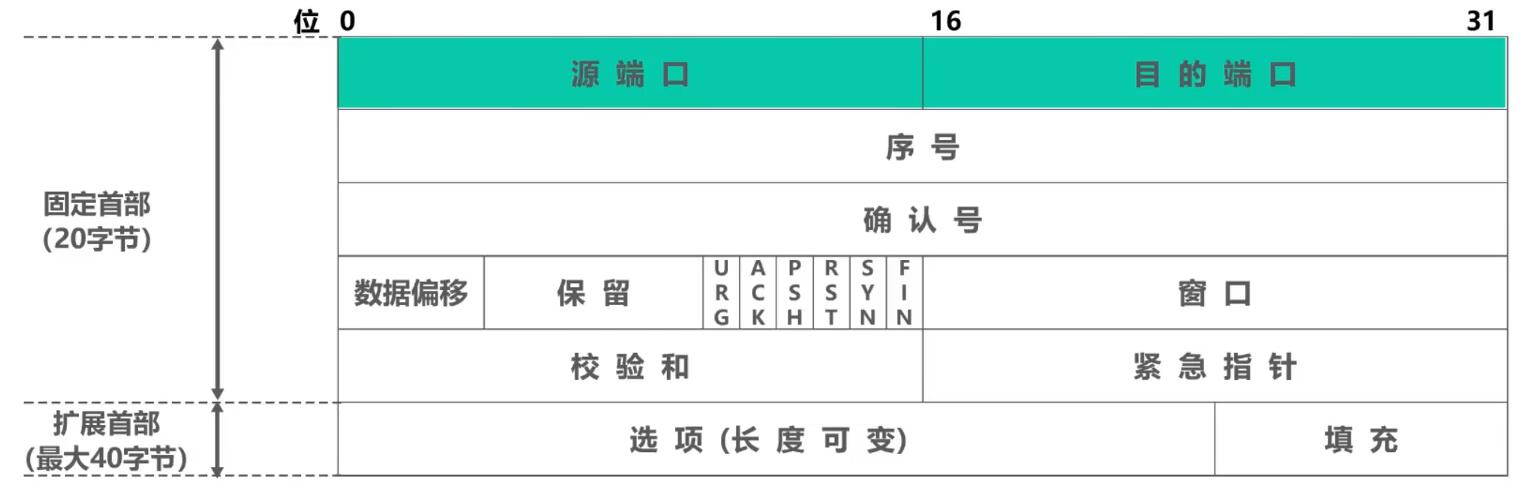 位 0 16 31
源端口 目的端口
序号
确认号
固定首部
(20字节)
数据偏移 保留 URG ACK PSH RST SYN FIN 窗口
校验和 紧急指针
扩展首部
(最大40字节)
选项(长度可变) 填充